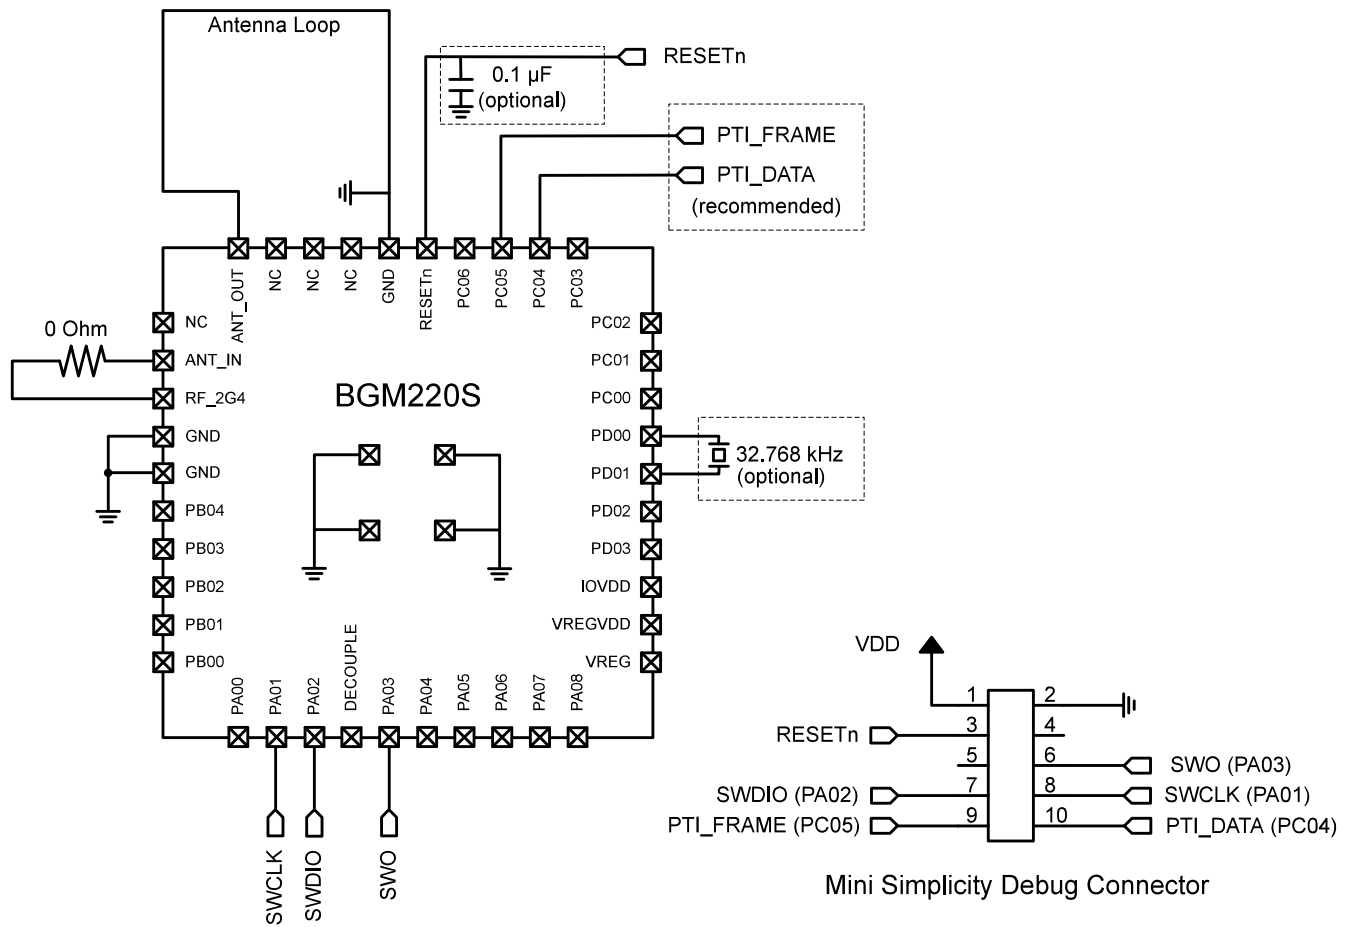 Antenna Loop
RESETn
0.1 µF
(optional)
PTI_FRAME
PTI_DATA
(recommended)
ANT_OUT
NC
NC
NC
GND
RESETn
PC06
PC05
PC04
PC03
0 Ohm
NC
ANT_IN
RF_2G4
GND
GND
PB04
PB03
PB02
PB01
PB00
BGM220S
PC02
PC01
PC00
PD00
PD01
PD02
PD03
IOVDD
VREGVDD
VREG
32.768 kHz
(optional)
PA00
PA01
PA02
DECOUPLE
PA03
PA04
PA05
PA06
PA07
PA08
SWCLK
SWDIO
SWO
VDD
1
2
RESETn
3
4
5
6
SWO (PA03)
SWDIO (PA02)
7
8
SWCLK (PA01)
PTI_FRAME (PC05)
9
10
PTI_DATA (PC04)
Mini Simplicity Debug Connector